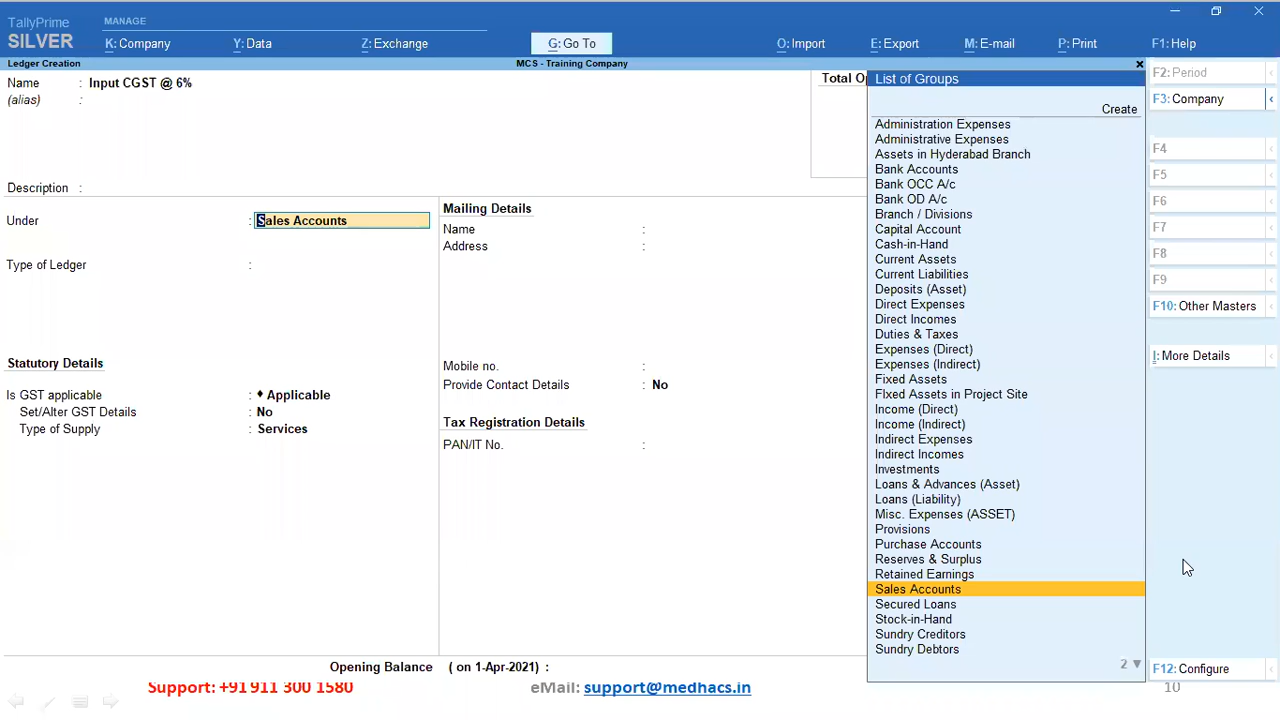 TallyPrime
MANAGE
SILVER
K: Company
Y: Data
Z: Exchange
G: Go To
O: Import
E: Export
M: E-mail
P: Print
F1: Help
Ledger Creation
MCS - Training Company
Name : Input CGST @ 6%
(alias) :
Total Op
Description :
Under : Sales Accounts
Type of Ledger :
Statutory Details
Is GST applicable : ♦ Applicable
Set/Alter GST Details : No
Type of Supply : Services
Mailing Details
Name :
Address :
Mobile no. :
Provide Contact Details : No
Tax Registration Details
PAN/IT No. :
Opening Balance ( on 1-Apr-2021) :
List of Groups
Create
Administration Expenses
Administrative Expenses
Assets in Hyderabad Branch
Bank Accounts
Bank OCC A/c
Bank OD A/c
Branch / Divisions
Capital Account
Cash-in-Hand
Current Assets
Current Liabilities
Deposits (Asset)
Direct Expenses
Direct Incomes
Duties & Taxes
Expenses (Direct)
Expenses (Indirect)
Fixed Assets
FIxed Assets in Project Site
Income (Direct)
Income (Indirect)
Indirect Expenses
Indirect Incomes
Investments
Loans & Advances (Asset)
Loans (Liability)
Misc. Expenses (ASSET)
Provisions
Purchase Accounts
Reserves & Surplus
Retained Earnings
Sales Accounts
Secured Loans
Stock-in-Hand
Sundry Creditors
Sundry Debtors
2 ▼
F2: Period
F3: Company
F4
F5
F6
F7
F8
F9
F10: Other Masters
I: More Details
F12: Configure
Support: +91 911 300 1580
eMail: support@medhacs.in
10